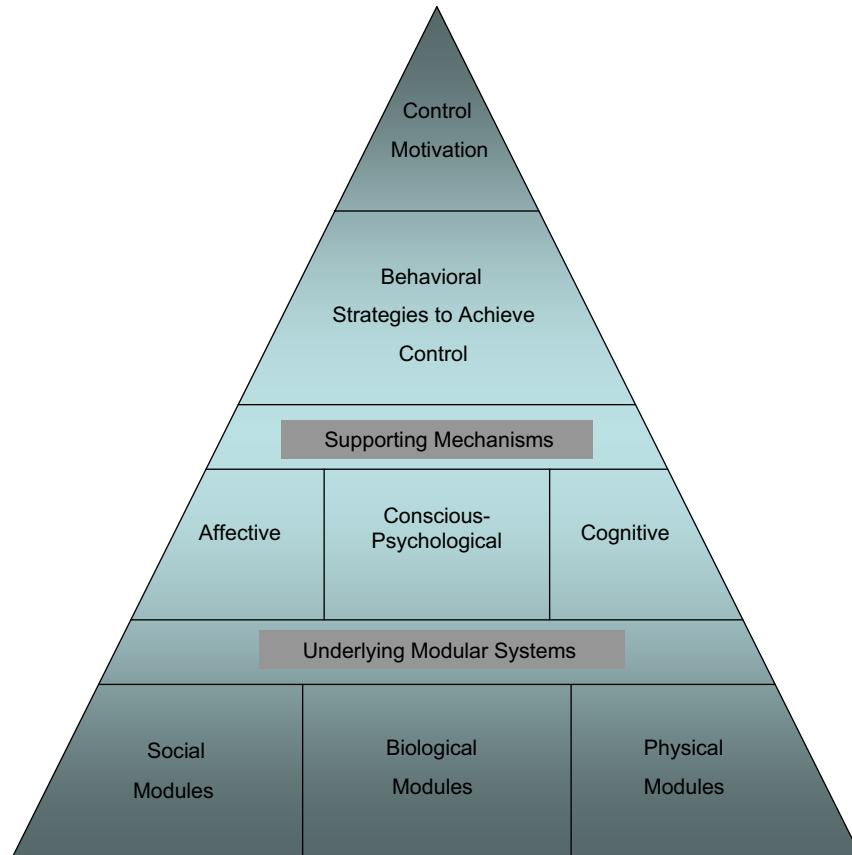 Control
Motivation
Behavioral
Strategies to Achieve
Control
Supporting Mechanisms
Affective
Conscious-
Psychological
Cognitive
Underlying Modular Systems
Social
Modules
Biological
Modules
Physical
Modules